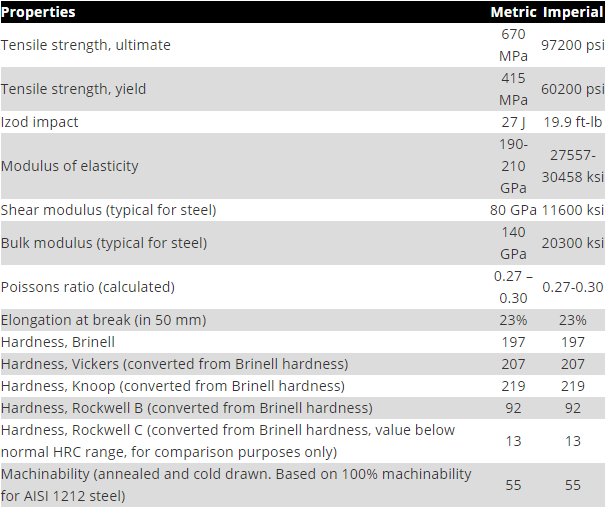 Properties Metric Imperial
Tensile strength, ultimate 670 MPa 97200 psi
Tensile strength, yield 415 MPa 60200 psi
Izod impact 27 J 19.9 ft-lb
Modulus of elasticity 190-210 GPa 27557-30458 ksi
Shear modulus (typical for steel) 80 GPa 11600 ksi
Bulk modulus (typical for steel) 140 GPa 20300 ksi
Poissons ratio (calculated) 0.27 – 0.30 0.27-0.30
Elongation at break (in 50 mm) 23% 23%
Hardness, Brinell 197 197
Hardness, Vickers (converted from Brinell hardness) 207 207
Hardness, Knoop (converted from Brinell hardness) 219 219
Hardness, Rockwell B (converted from Brinell hardness) 92 92
Hardness, Rockwell C (converted from Brinell hardness, value below
normal HRC range, for comparison purposes only) 13 13
Machinability (annealed and cold drawn. Based on 100% machinability
for AISI 1212 steel) 55 55